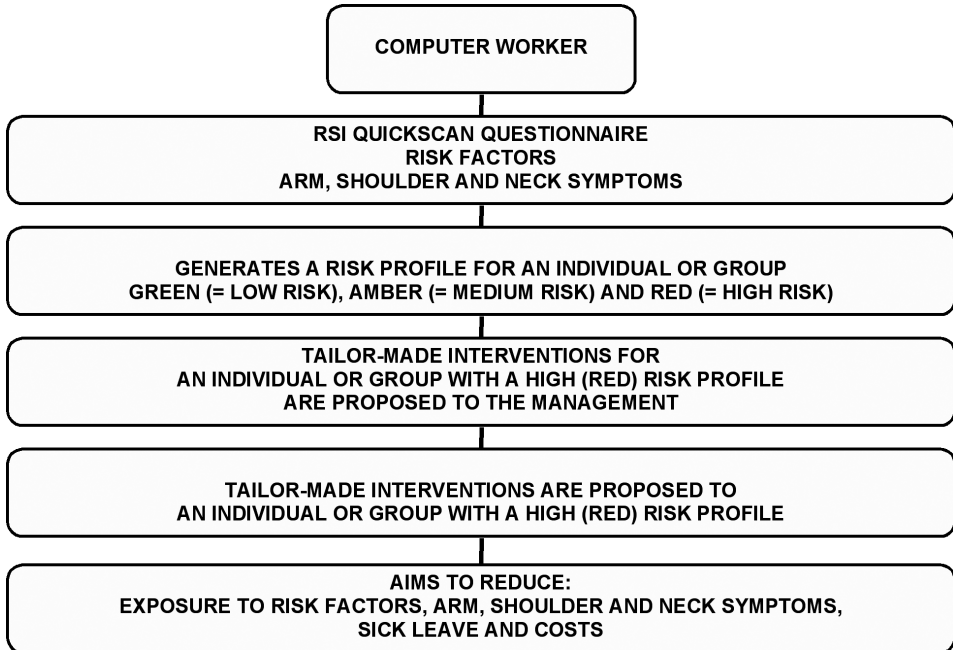 COMPUTER WORKER
RSI QUICKSCAN QUESTIONNAIRE
RISK FACTORS
ARM, SHOULDER AND NECK SYMPTOMS
GENERATES A RISK PROFILE FOR AN INDIVIDUAL OR GROUP
GREEN (= LOW RISK), AMBER (= MEDIUM RISK) AND RED (= HIGH RISK)
TAILOR-MADE INTERVENTIONS FOR
AN INDIVIDUAL OR GROUP WITH A HIGH (RED) RISK PROFILE
ARE PROPOSED TO THE MANAGEMENT
TAILOR-MADE INTERVENTIONS ARE PROPOSED TO
AN INDIVIDUAL OR GROUP WITH A HIGH (RED) RISK PROFILE
AIMS TO REDUCE:
EXPOSURE TO RISK FACTORS, ARM, SHOULDER AND NECK SYMPTOMS,
SICK LEAVE AND COSTS